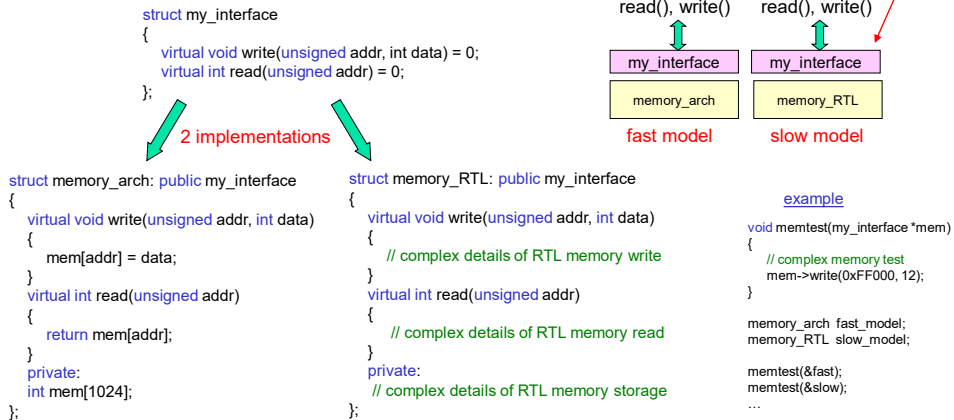 struct my_interface
{
virtual void write(unsigned addr, int data) = 0;
virtual int read(unsigned addr) = 0;
};
2 implementations
read(), write() read(), write()
my_interface my_interface
memory_arch memory_RTL
fast model slow model
struct memory_arch: public my_interface
{
virtual void write(unsigned addr, int data)
{
mem[addr] = data;
}
virtual int read(unsigned addr)
{
return mem[addr];
}
private:
int mem[1024];
};
struct memory_RTL: public my_interface
{
virtual void write(unsigned addr, int data)
{
// complex details of RTL memory write
}
virtual int read(unsigned addr)
{
// complex details of RTL memory read
}
private:
// complex details of RTL memory storage
};
example
void memtest(my_interface *mem)
{
// complex memory test
mem->write(0xFF000, 12);
}
memory_arch fast_model;
memory_RTL slow_model;
memtest(&fast);
memtest(&slow);
…